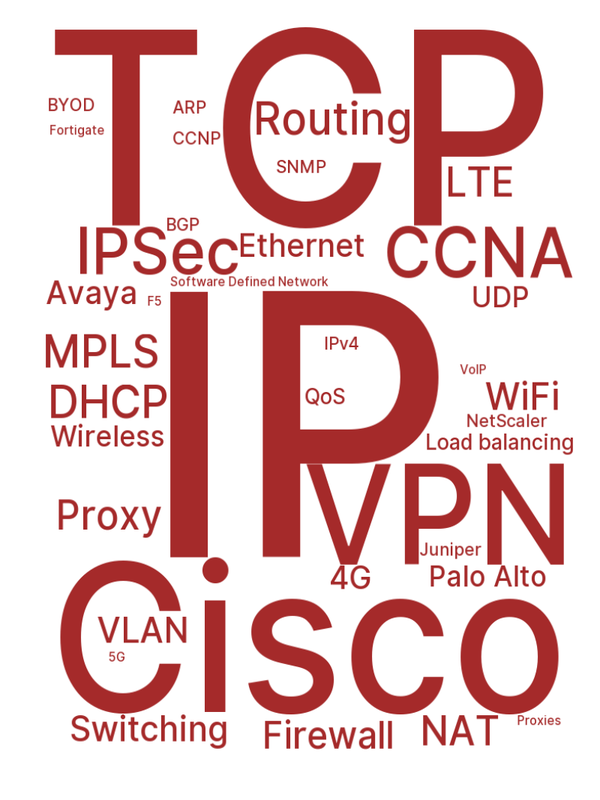 TCP
BYOD
ARP
Routing
Fortigate
CCNP
SNMP
LTE
BGP
IPSec
Ethernet
CCNA
Software Defined Network
Avaya
F5
UDP
IP
IPv4
MPLS
VoIP
DHCP
QoS
WiFi
NetScaler
Wireless
Load balancing
VPN
Proxy
Juniper
4G
Palo Alto
Cisco
VLAN
5G
Switching
Firewall
NAT
Proxies